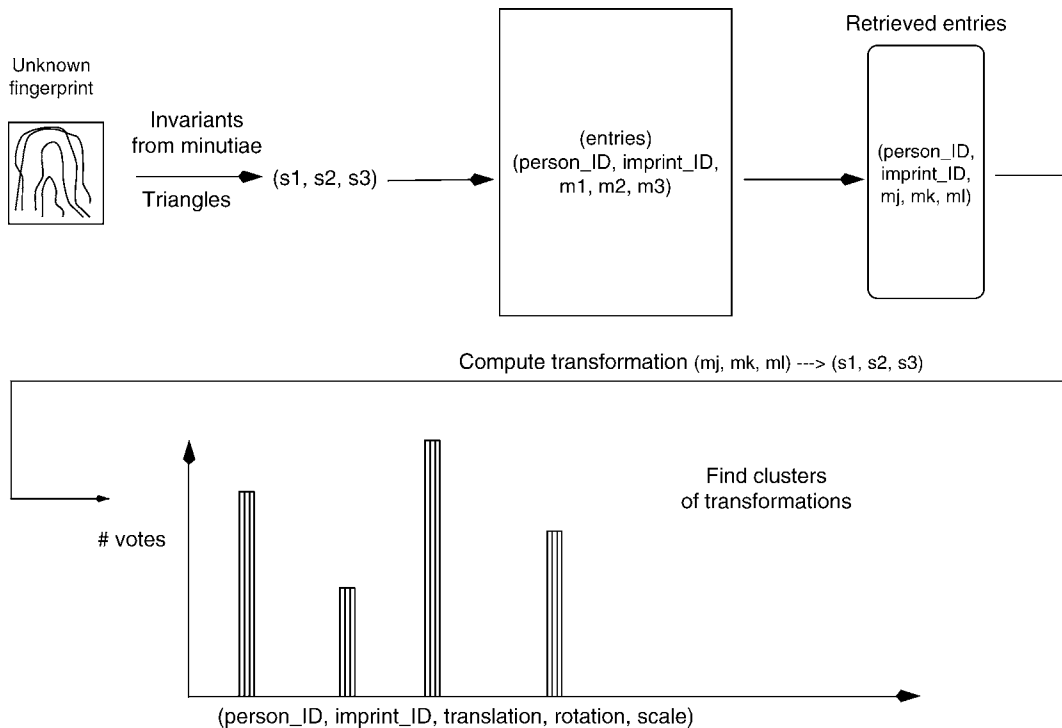 Unknown
fingerprint
Invariants
from minutiae
Triangles
(s1, s2, s3)
(entries)
(person_ID, imprint_ID,
m1, m2, m3)
Retrieved entries
(person_ID,
imprint_ID,
mj, mk, ml)
Compute transformation (mj, mk, ml) ---> (s1, s2, s3)
Find clusters
of transformations
# votes
(person_ID, imprint_ID, translation, rotation, scale)